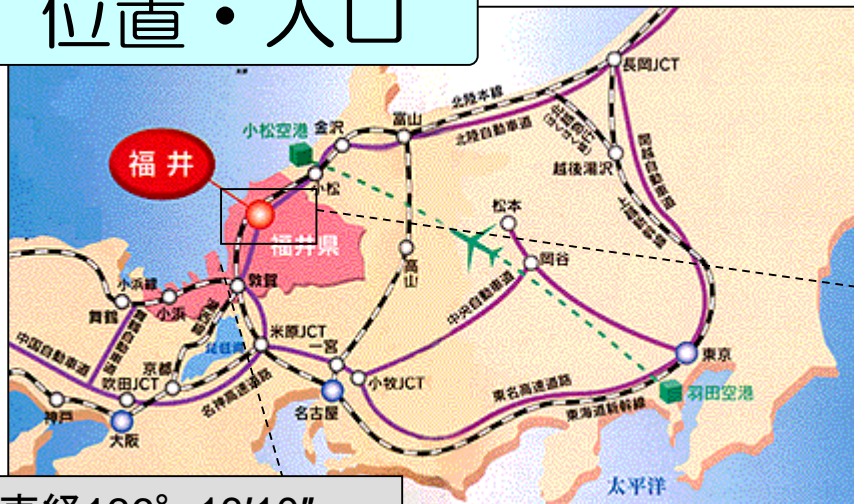 位置・人口
長岡JCT
北陸本線
富山
金沢
小松空港
北陸自動車道
関越自動車道
越後湯沢
福井
小松
松本
福井県
高山
岡谷
敦賀
小浜線
舞鶴
小浜
中央自動車道
米原JCT
一宮
琵琶湖
中国自動車道
京都
東京
吹田JCT
小牧JCT
名神高速道路
東名高速道路
羽田空港
神戸
名古屋
東海道新幹線
大阪
太平洋